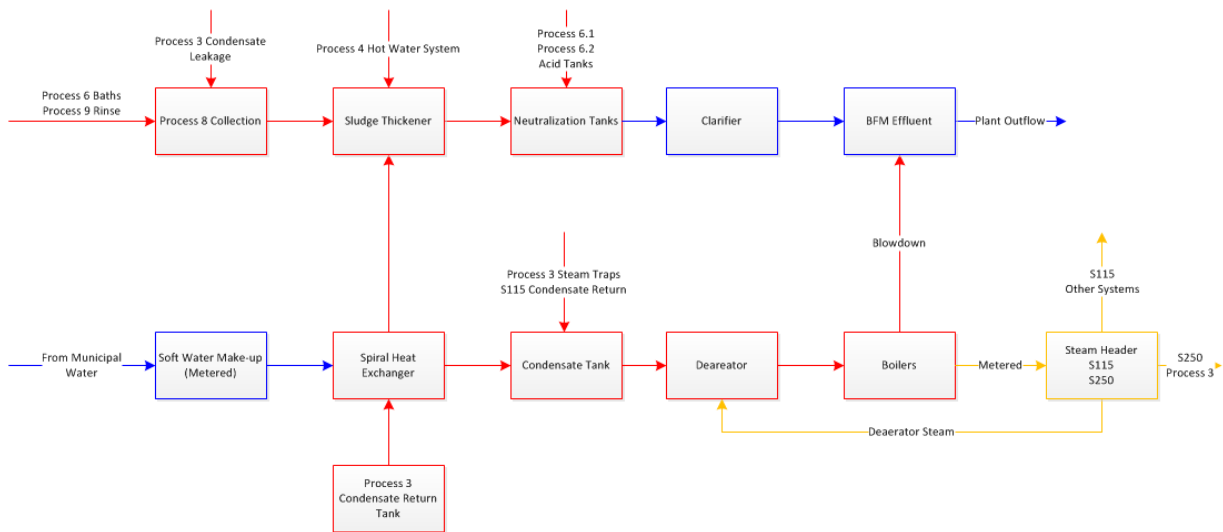 Process 3 Condensate
Leakage
Process 4 Hot Water System
Process 6.1
Process 6.2
Acid Tanks
Process 6 Baths
Process 9 Rinse
Process 8 Collection
Sludge Thickener
Neutralization Tanks
Clarifier
BFM Effluent
Plant Outflow
Blowdown
Process 3 Steam Traps
S115 Condensate Return
S115
Other Systems
From Municipal
Water
Soft Water Make-up
(Metered)
Spiral Heat
Exchanger
Condensate Tank
Deareator
Boilers
Metered
Steam Header
S115
S250
S250
Process 3
Deaerator Steam
Process 3
Condensate Return
Tank